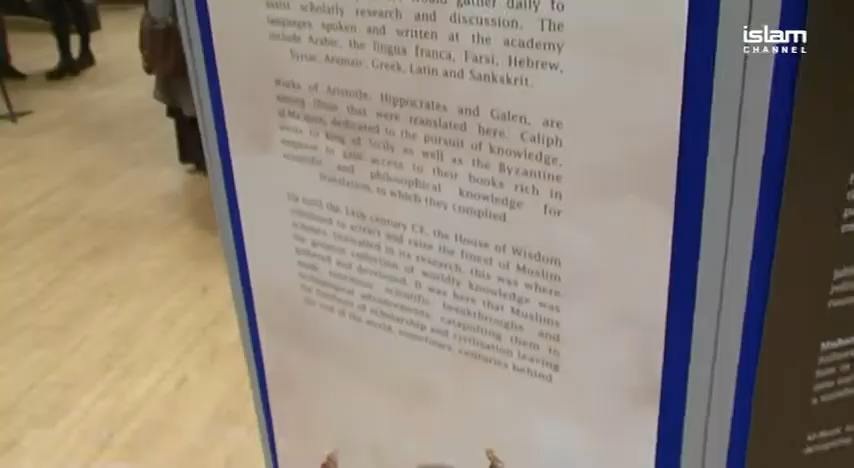 would gather daily to
assist scholarly research and discussion. The
languages spoken and written at the academy
include Arabic, the lingua franca, Farsi, Hebrew,
Syriac, Aramaic, Greek, Latin and Sankskrit.
Works of Aristotle, Hippocrates and Galen, are
among those that were translated here. Caliph
al-Ma'mun, dedicated to the pursuit of knowledge,
wrote to king of Sicily as well as the Byzantine
emperor to gain access to their books rich in
scientific and philosophical knowledge for
translation, to which they complied
Up until the 14th century CE, the House of Wisdom
continued to attract and raise the finest of Muslim
scholars. Unrivalled in its research, this was where
the greatest collection of worldly knowledge was
gathered and developed. It was here that Muslims
made numerous scientific breakthroughs and
technological advancements, catapulting them to
the forefront of scholarship and civilisation leaving
the rest of the world, sometimes, centuries behind
islam
CHANNEL